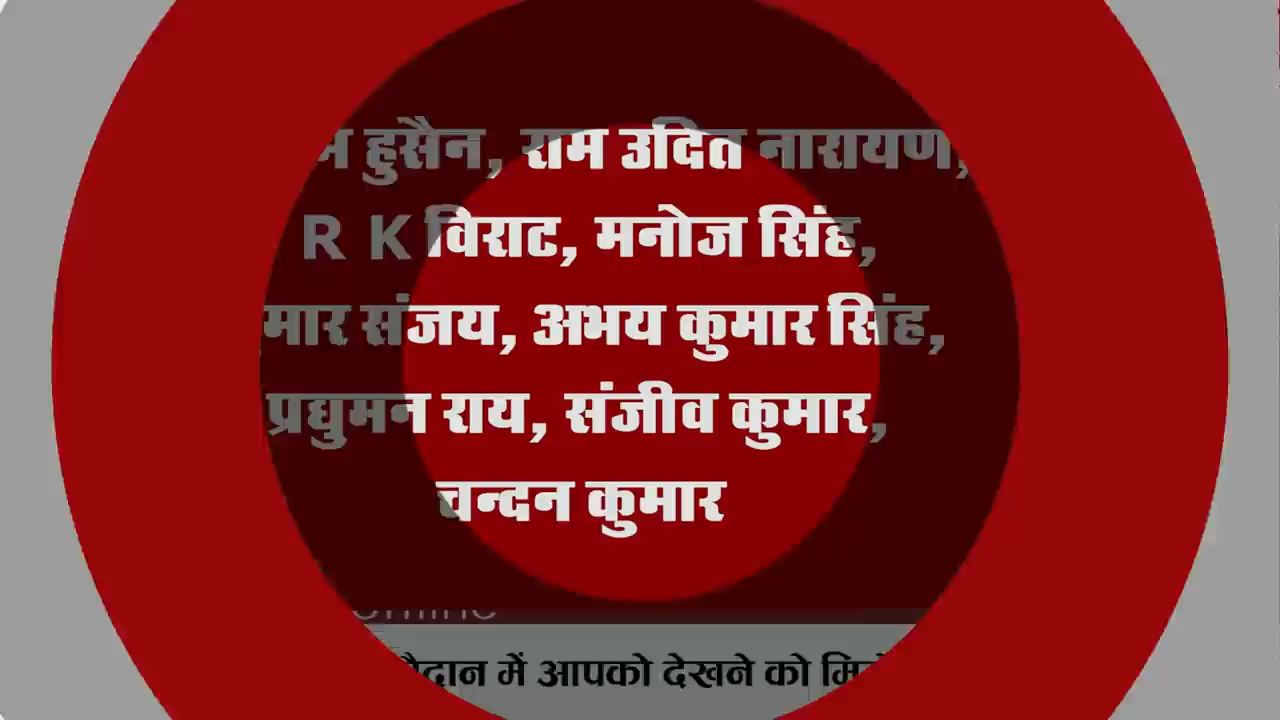 हुसैन, राम उदित नारायण,
R K विराट, मनोज सिंह,
संजय, अभय कुमार सिंह,
प्रद्युमन राय, संजीव कुमार,
चन्दन कुमार
में आपको देखने को